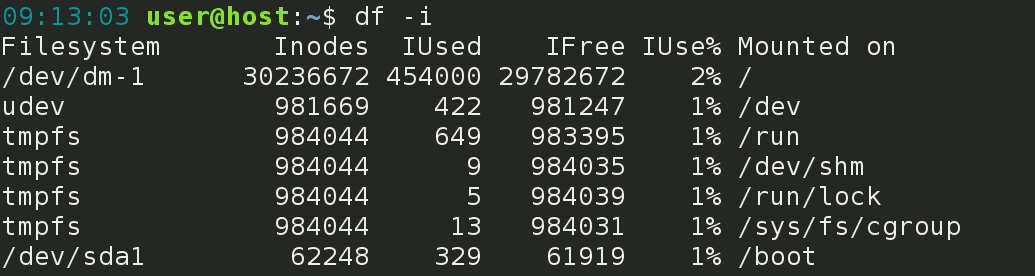 09:13:03 user@host:~$ df -i
Filesystem       Inodes  IUsed    IFree IUse% Mounted on
/dev/dm-1      30236672 454000 29782672    2% /
udev             981669    422   981247    1% /dev
tmpfs            984044    649   983395    1% /run
tmpfs            984044      9   984035    1% /dev/shm
tmpfs            984044      5   984039    1% /run/lock
tmpfs            984044     13   984031    1% /sys/fs/cgroup
/dev/sda1         62248    329    61919    1% /boot